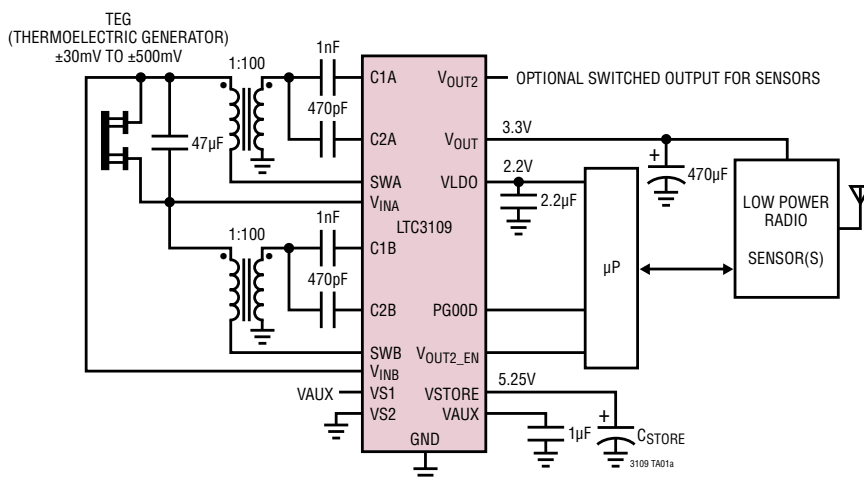 TEG
(THERMOELECTRIC GENERATOR)
±30mV TO ±500mV
1:100
1nF
470pF
47µF
C1A
C2A
SWA
VINA
1:100
1nF
470pF
C1B
C2B
SWB
VINB
VAUX
VS1
VS2
LTC3109
GND
VOUT2
OPTIONAL SWITCHED OUTPUT FOR SENSORS
VOUT
3.3V
VLDO
2.2V
2.2µF
470µF
PG00D
VOUT2_EN
µP
LOW POWER
RADIO
SENSOR(S)
VSTORE
5.25V
VAUX
1µF
CSTORE
3109 TA01a